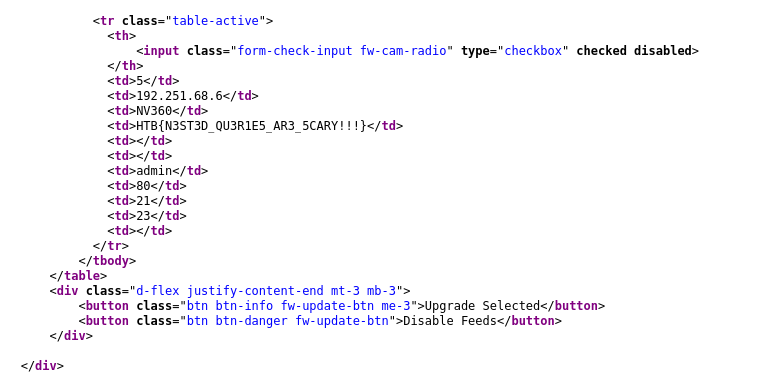 <tr class="table-active">
<th>
<input class="form-check-input fw-cam-radio" type="checkbox" checked disabled>
</th>
<td>5</td>
<td>192.251.68.6</td>
<td>NV360</td>
<td>HTB{N3ST3D_QU3R1E5_AR3_5CARY!!!}</td>
<td></td>
<td></td>
<td>admin</td>
<td>80</td>
<td>21</td>
<td>23</td>
<td></td>
</tr>
</tbody>
</table>
<div class="d-flex justify-content-end mt-3 mb-3">
<button class="btn btn-info fw-update-btn me-3">Upgrade Selected</button>
<button class="btn btn-danger fw-update-btn">Disable Feeds</button>
</div>
</div>